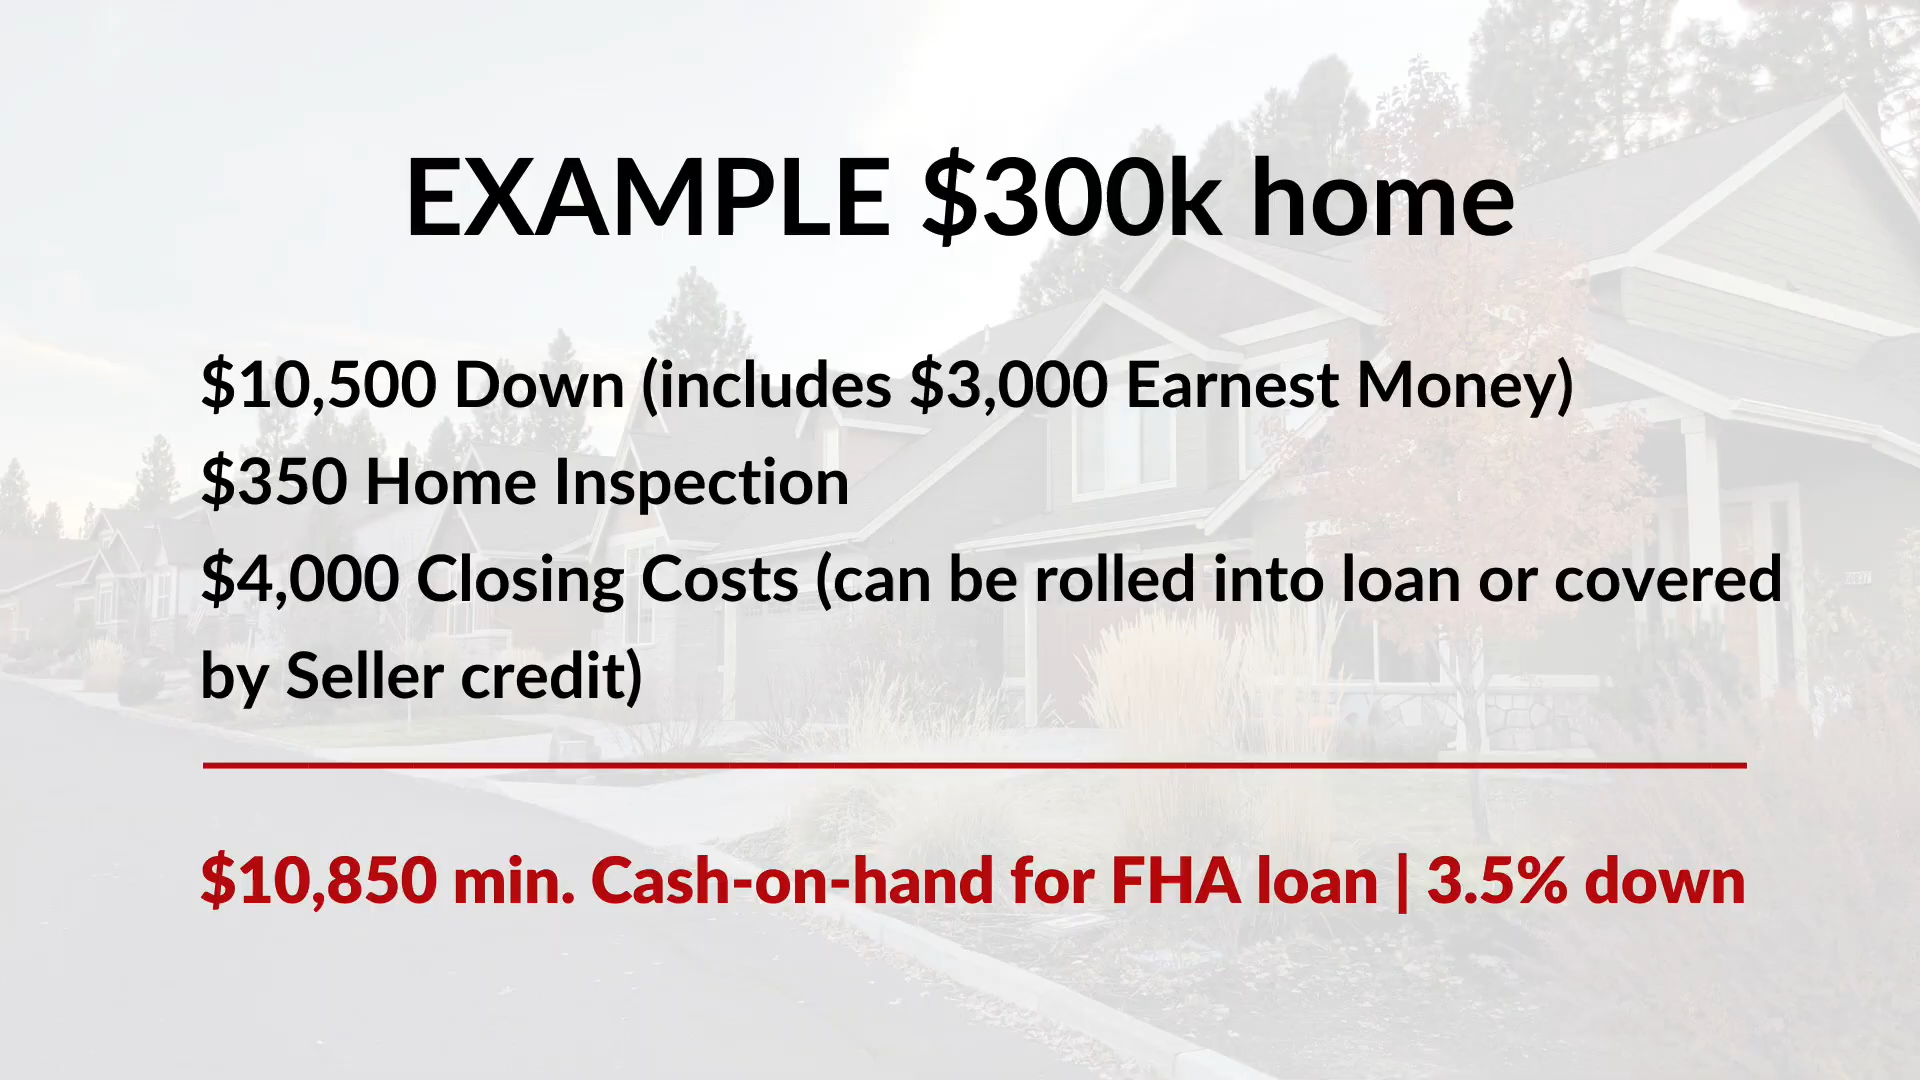 EXAMPLE $300k home
$10,500 Down (includes $3,000 Earnest Money)
$350 Home Inspection
$4,000 Closing Costs (can be rolled into loan or covered
by Seller credit)
$10,850 min. Cash-on-hand for FHA loan | 3.5% down